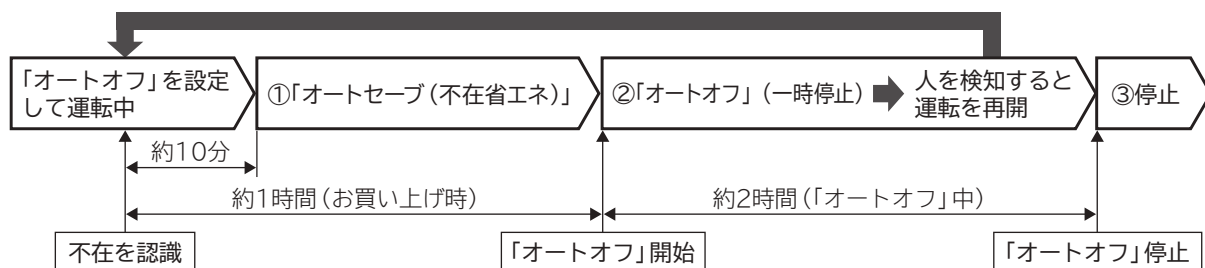 「オートオフ」を設定
して運転中
①「オートセーブ(不在省エネ)」
②「オートオフ」(一時停止)
人を検知すると
運転を再開
③停止
約10分
約1時間(お買い上げ時)
約2時間(「オートオフ」中)
不在を認識
「オートオフ」開始
「オートオフ」停止